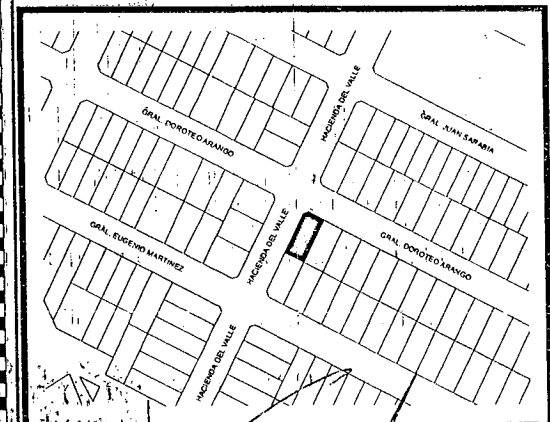 HACIENDA DEL VALLE
GRAL. JUAN SARABIA
GRAL. DOROTEO ARANGO
HACIENDA DEL VALLE
GRAL. DOROTEO ARANGO
GRAL. EUGENIO MARTINEZ
HACIENDA DEL VALLE